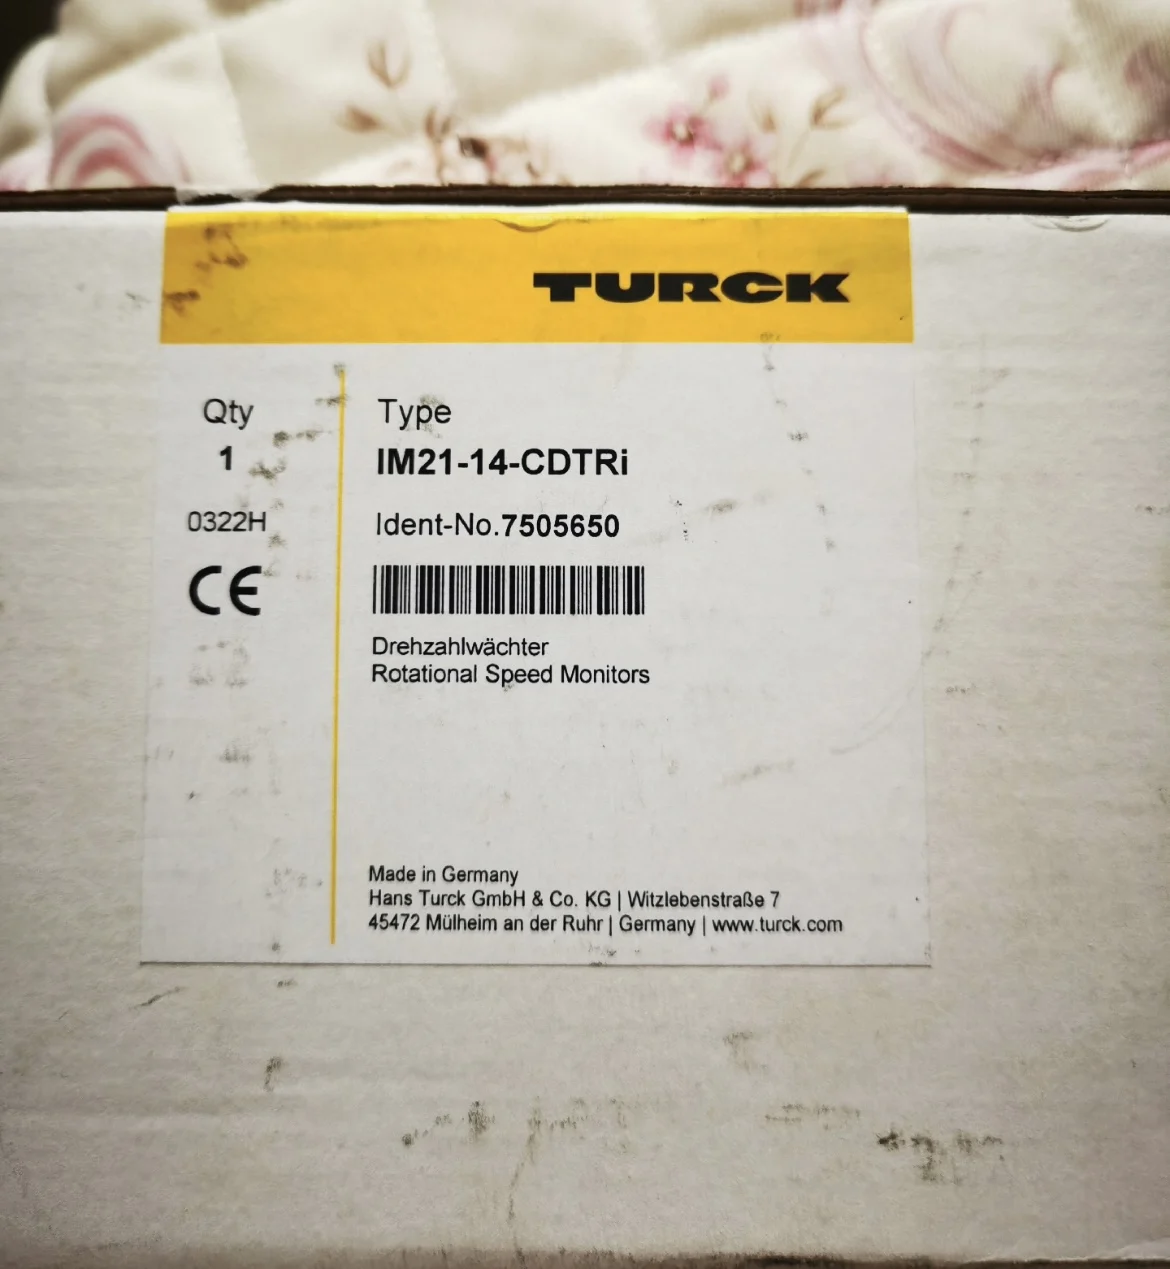 TURCK
Qty
1
0322H
CE
Type
IM21-14-CDTRi
Ident-No.7505650
Drehzahlwächter
Rotational Speed Monitors
Made in Germany
Hans Turck GmbH & Co. KG | Witzlebenstraße 7
45472 Mülheim an der Ruhr | Germany | www.turck.com